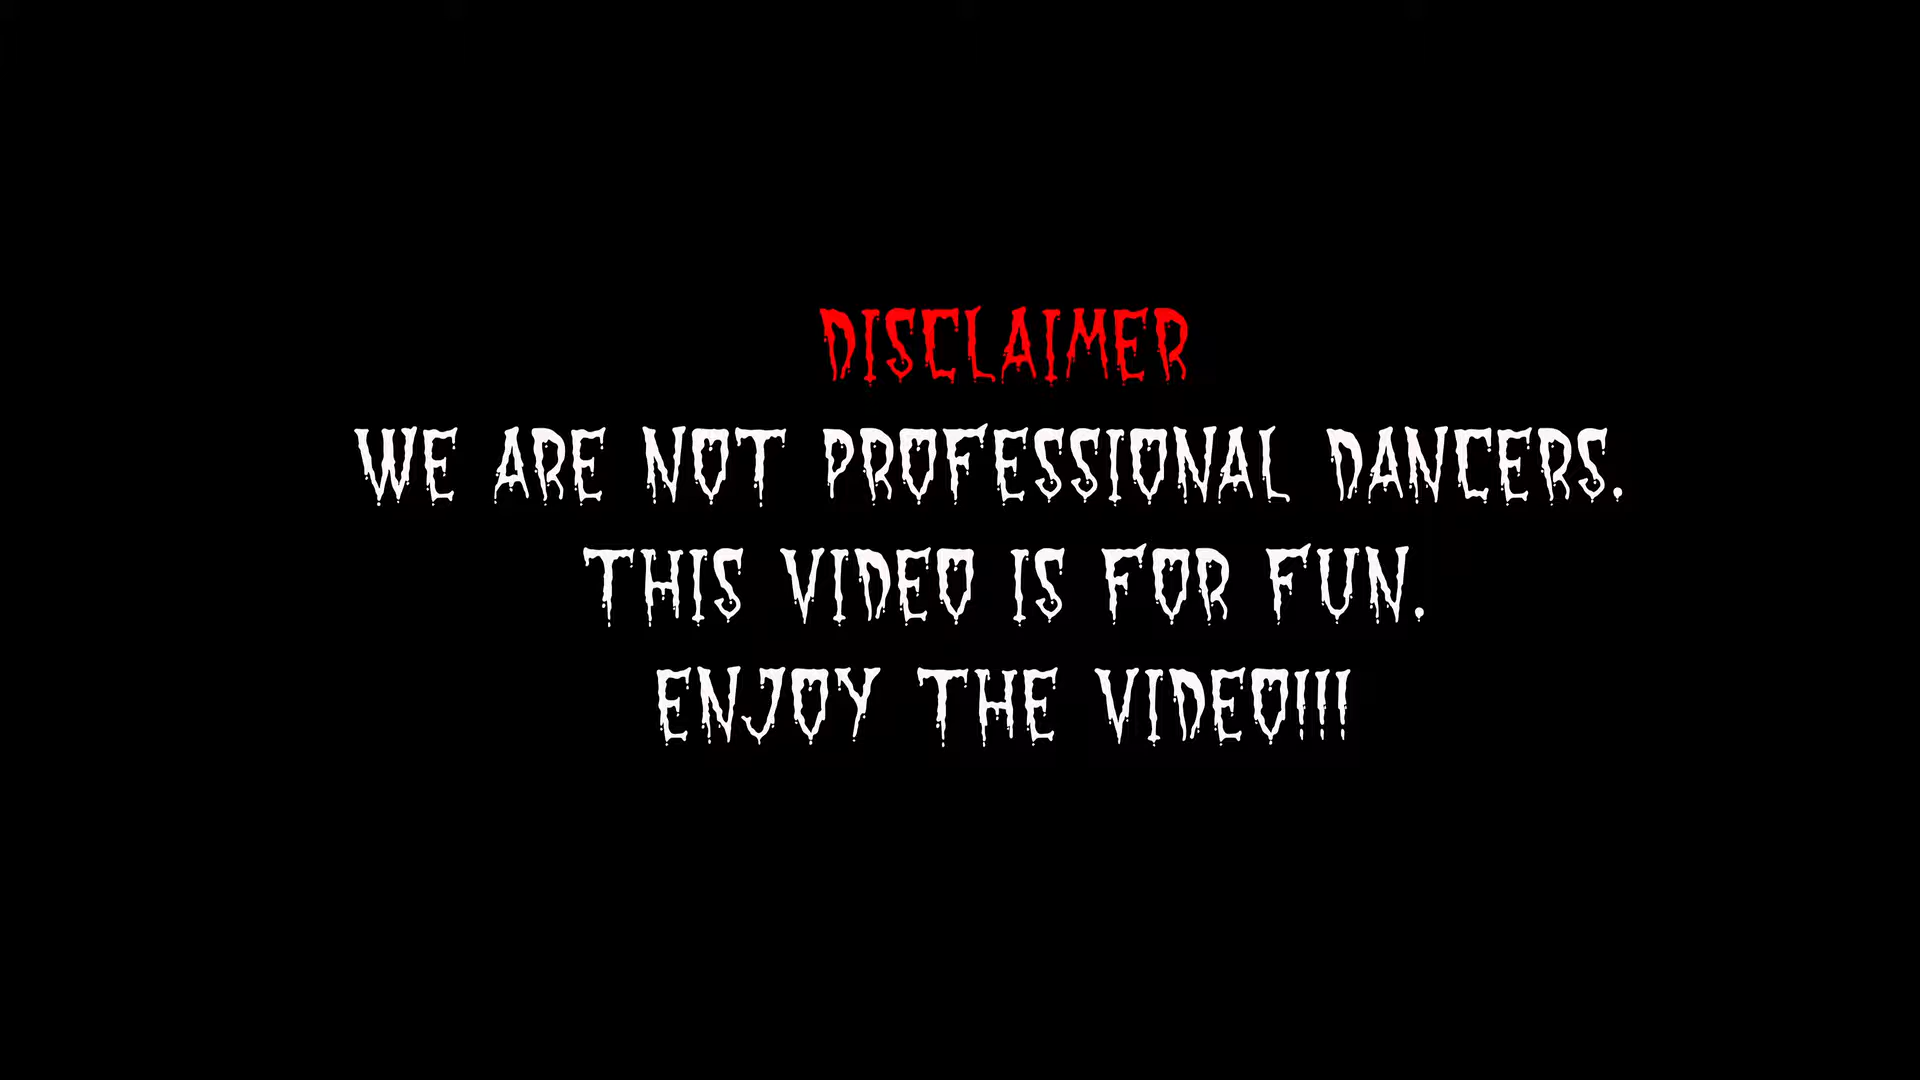 DISCLAIMER
WE ARE NOT PROFESSIONAL DANCERS.
THIS VIDEO IS FOR FUN.
ENJOY THE VIDEO!!!